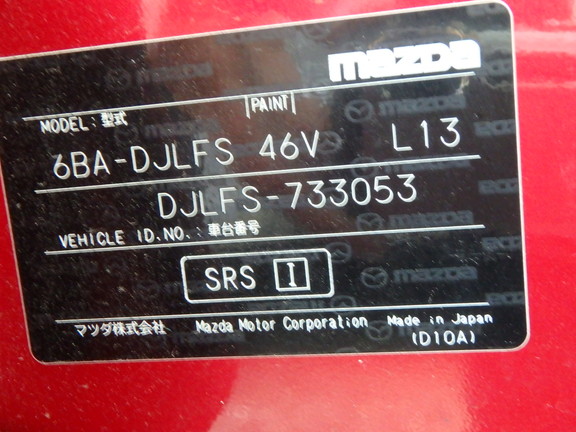 mazda
MODEL:型式 PAINT
6BA-DJLFS 46V L13
DJLFS-733053
VEHICLE ID.NO.:車台番号
SRS I
マツダ株式会社 Mazda Motor Corporation Made in Japan
(D10A)